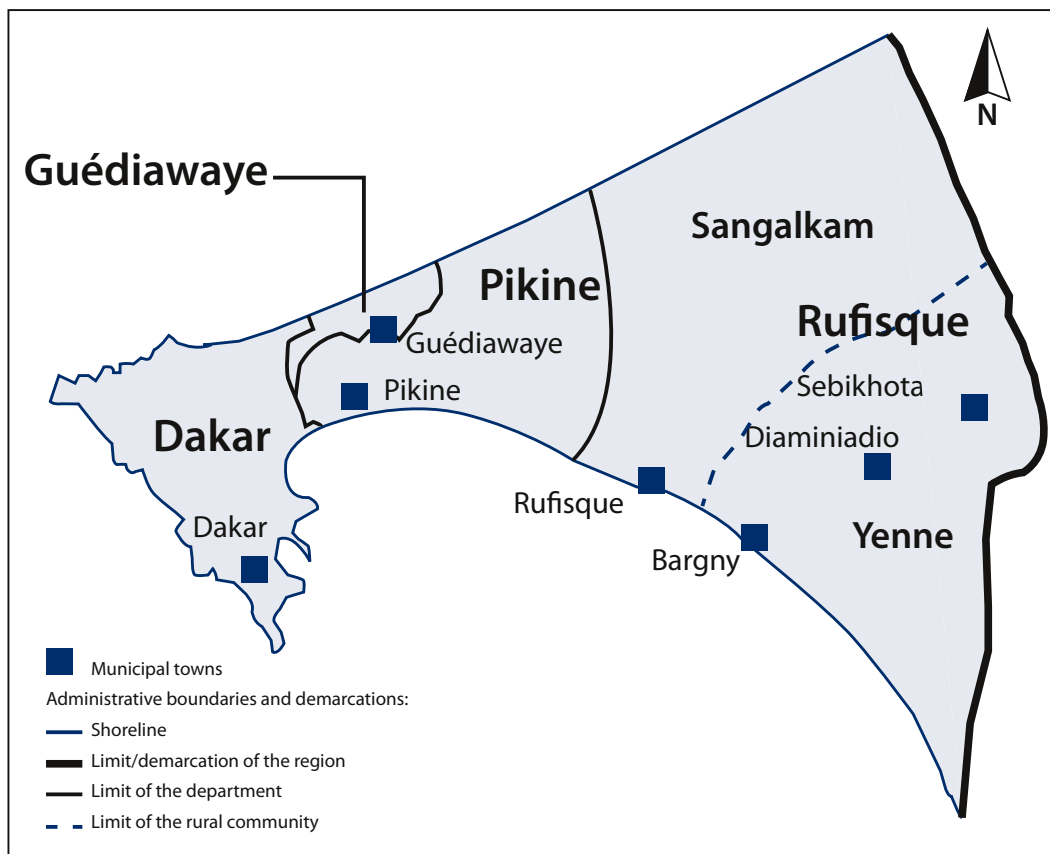 N
Guédiawaye
Sangalkam
Pikine
Rufisque
Guédiawaye
Sebikhota
Pikine
Dakar
Diaminiadio
Rufisque
Dakar
Yenne
Bargny
Municipal towns
Administrative boundaries and demarcations:
Shoreline
Limit/demarcation of the region
Limit of the department
Limit of the rural community